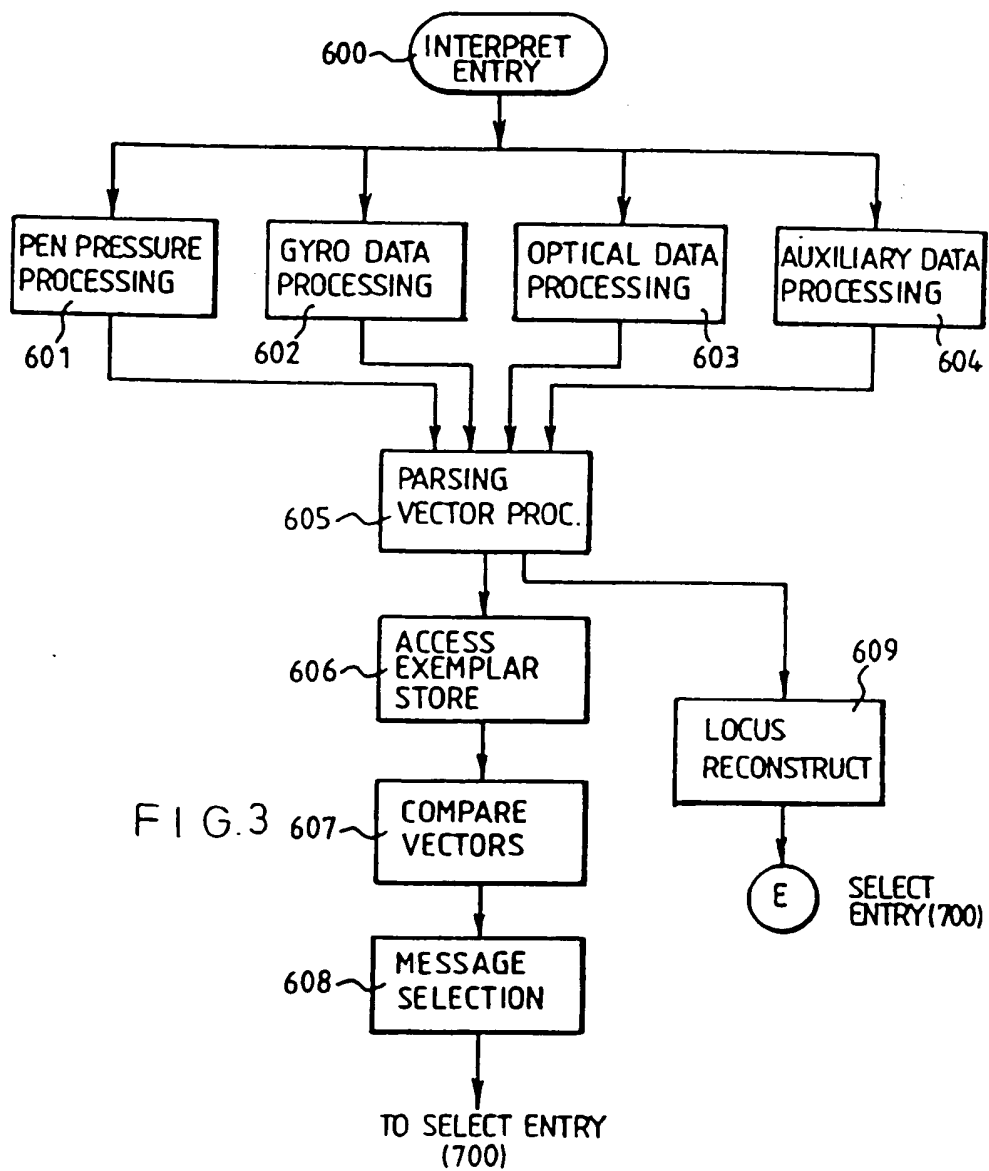 600
INTERPRET
ENTRY
PEN PRESSURE
PROCESSING
601
GYRO DATA
PROCESSING
602
OPTICAL DATA
PROCESSING
603
AUXILIARY DATA
PROCESSING
604
PARSING
VECTOR PROC.
605
ACCESS
EXEMPLAR
STORE
606
609
LOCUS
RECONSTRUCT
FIG.3
607
COMPARE
VECTORS
E
SELECT
ENTRY(700)
608
MESSAGE
SELECTION
TO SELECT ENTRY
(700)